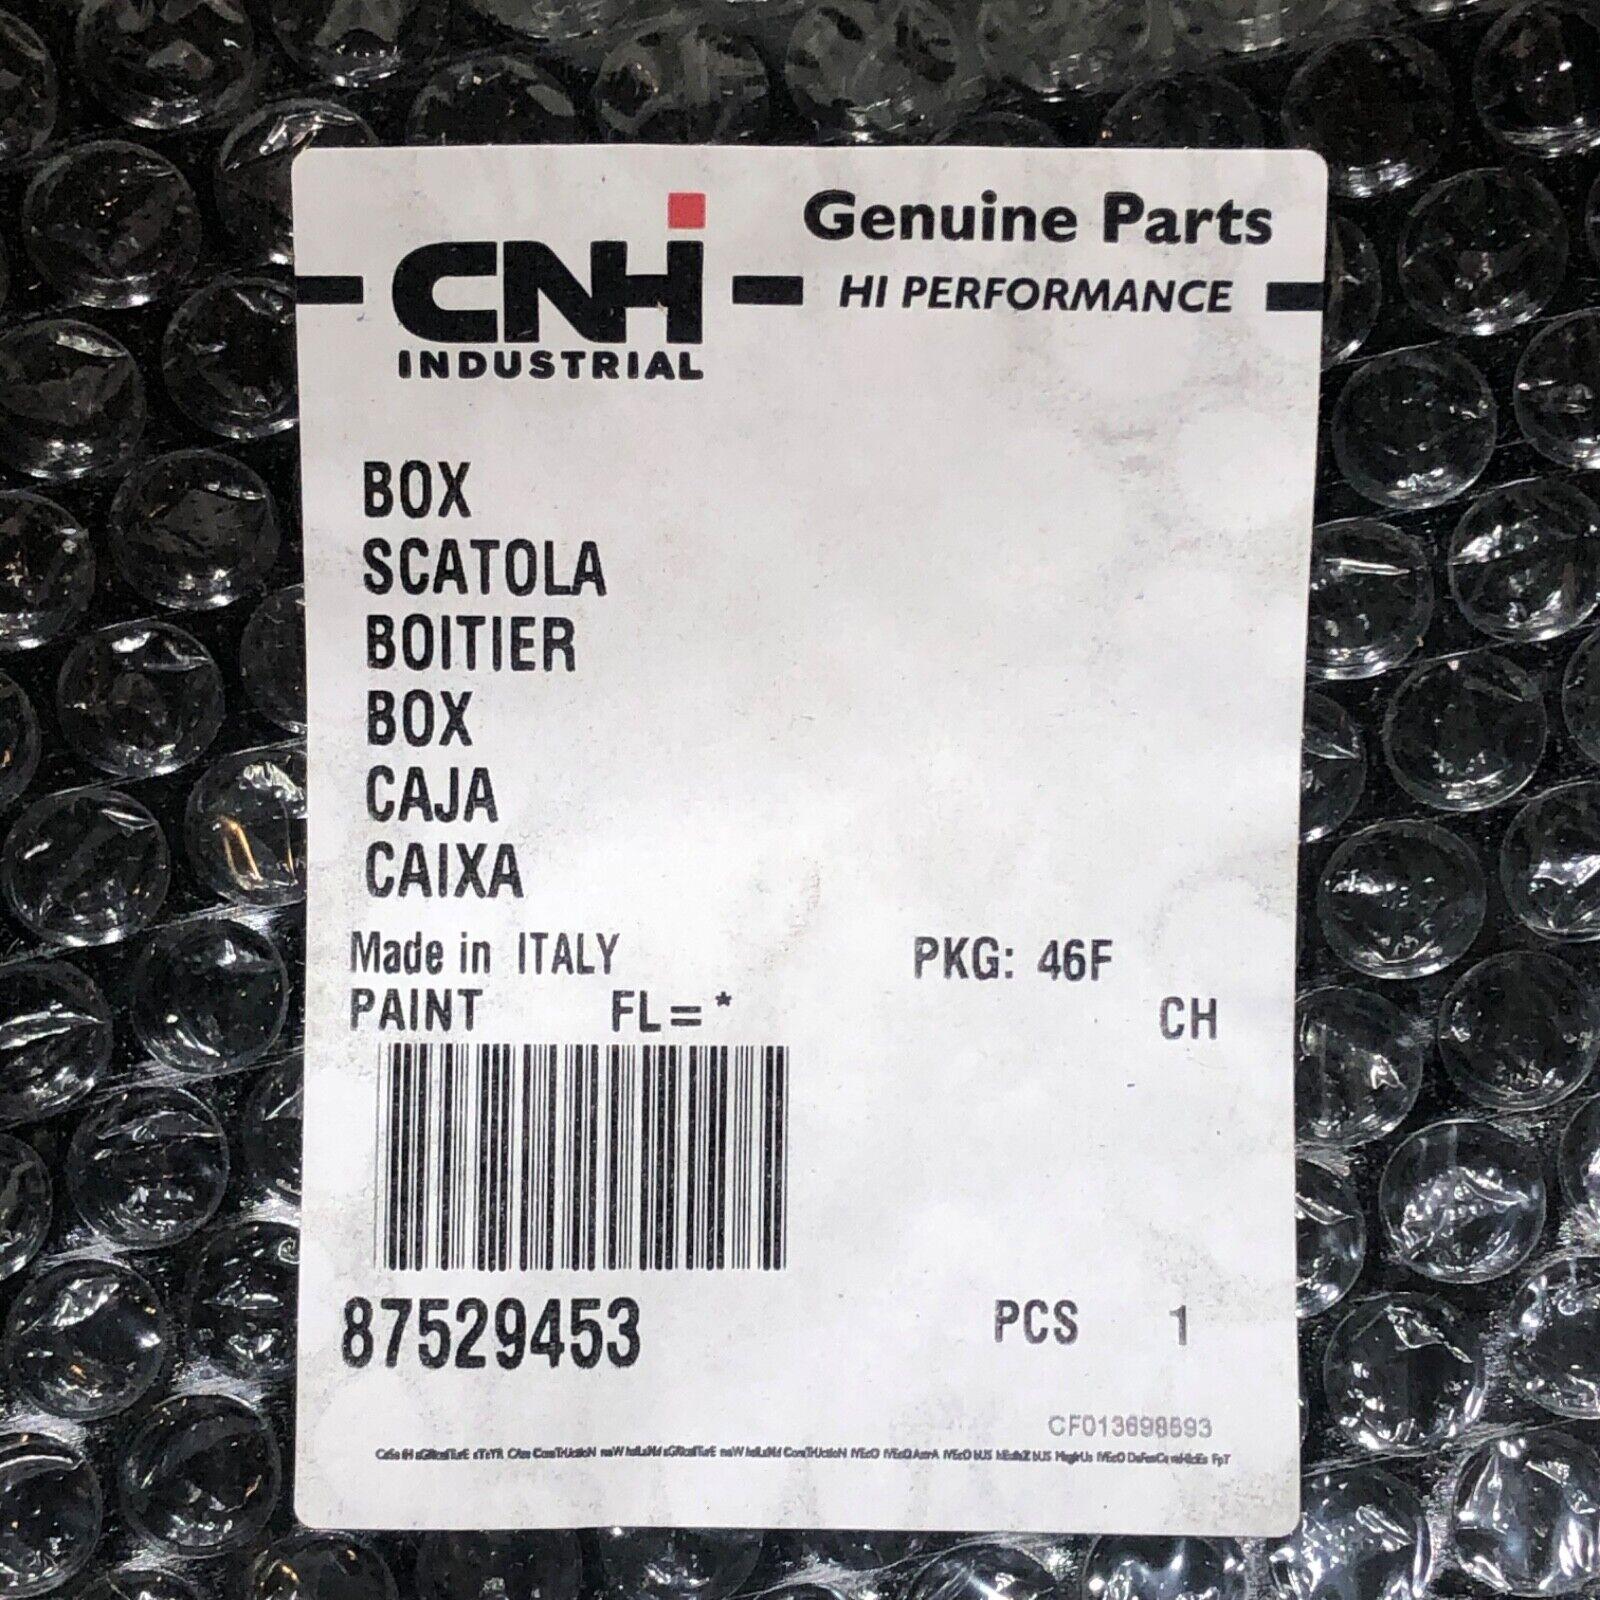 CNH
INDUSTRIAL
Genuine Parts
HI PERFORMANCE
BOX
SCATOLA
BOITIER
BOX
CAJA
CAIXA
Made in ITALY
PKG: 46F
PAINT FL=*
CH
87529453
PCS 1
CF013698593